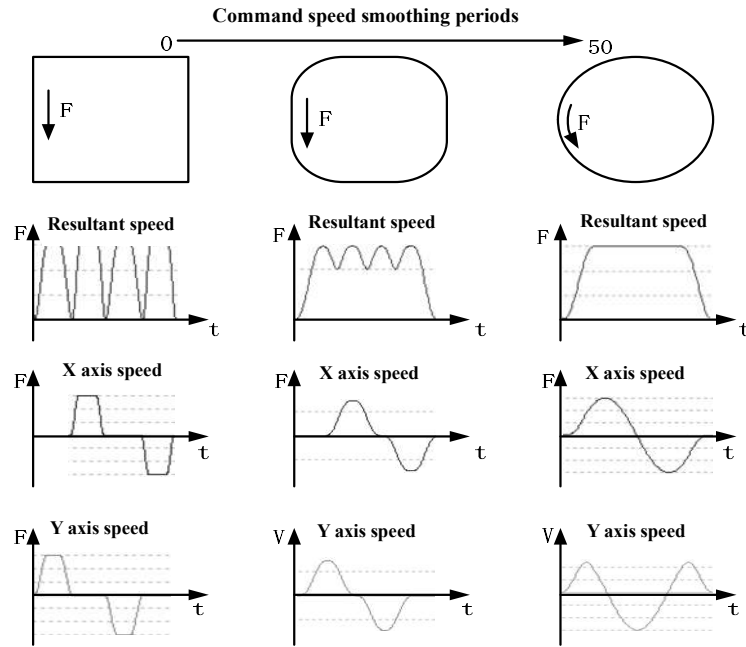 Command speed smoothing periods
0 50
F F F
Resultant speed Resultant speed Resultant speed
F F F
t t t
X axis speed X axis speed X axis speed
F F F
t t t
Y axis speed Y axis speed Y axis speed
F V V
t t t